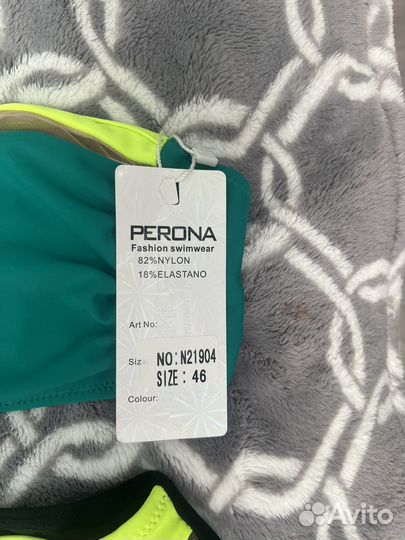 PERONA
Fashion swimwear
82%NYLON
18%ELASTANO
Art No:
Siz
NO:N21904
SIZE: 46
Colour:
Avito